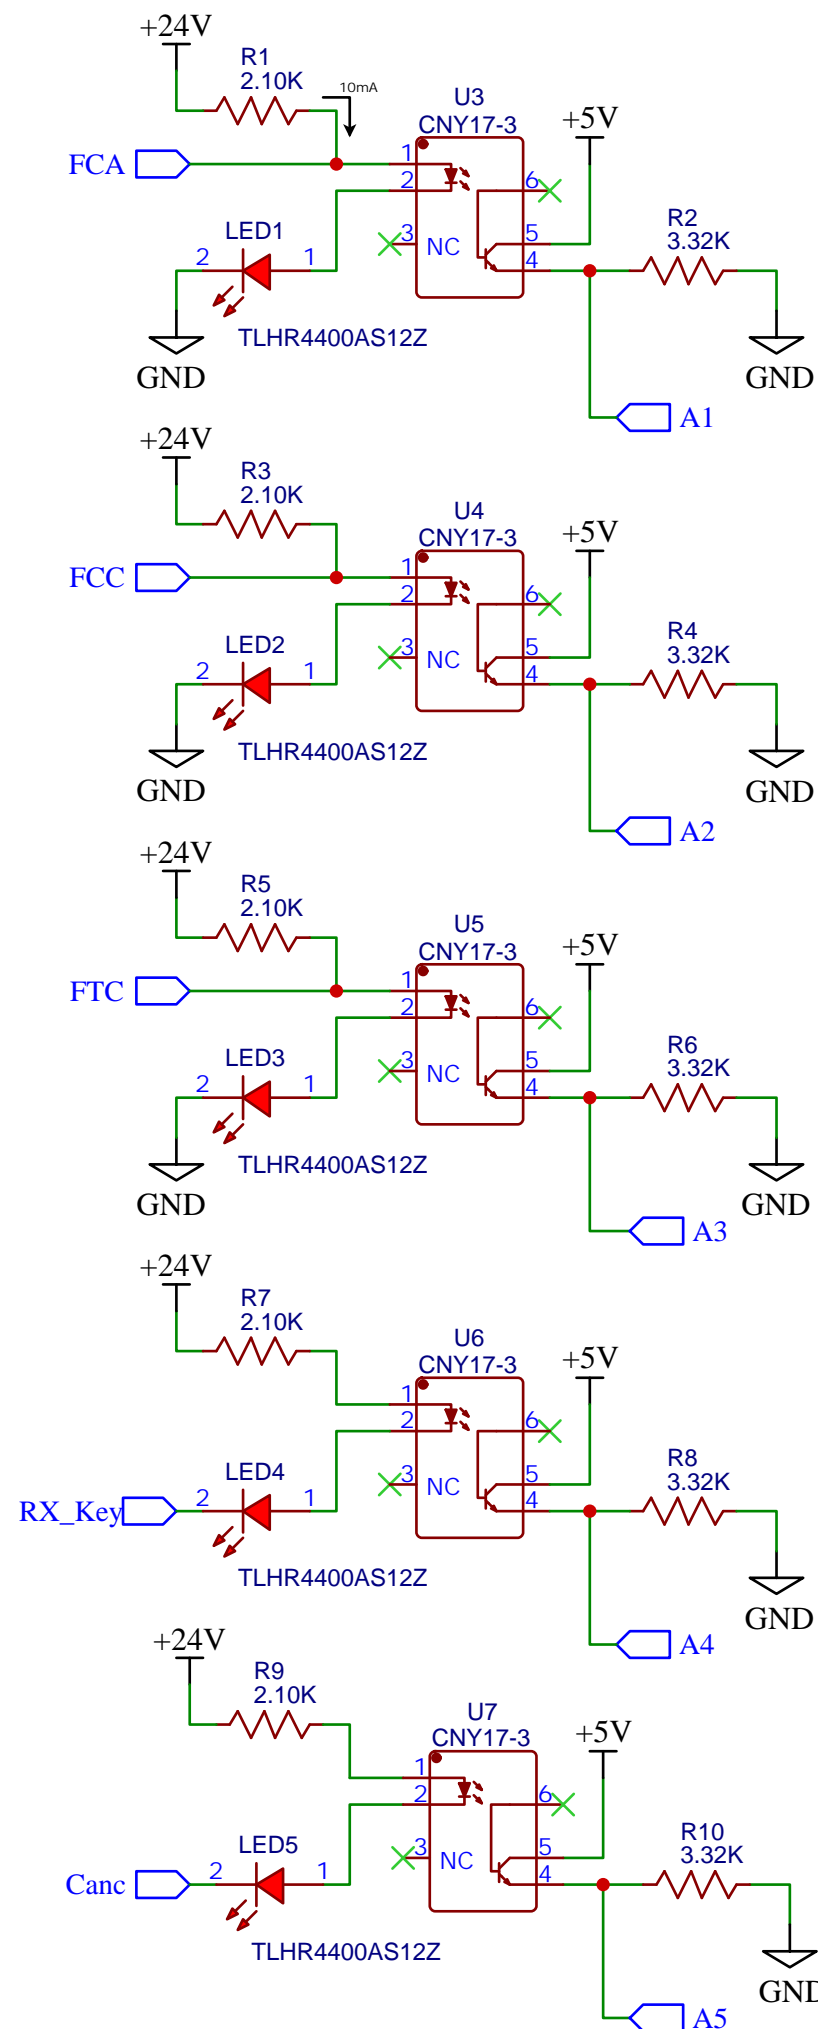 +24V
R1
2.10K
10mA
U3
CNY17-3
+5V
FCA
1
2
6
3
NC
5
4
R2
3.32K
LED1
2
1
TLHR4400AS12Z
GND
GND
A1
+24V
R3
2.10K
U4
CNY17-3
+5V
FCC
1
2
6
3
NC
5
4
R4
3.32K
LED2
2
1
TLHR4400AS12Z
GND
GND
A2
+24V
R5
2.10K
U5
CNY17-3
+5V
FTC
1
2
6
3
NC
5
4
R6
3.32K
LED3
2
1
TLHR4400AS12Z
GND
GND
A3
+24V
R7
2.10K
U6
CNY17-3
+5V
1
2
6
3
NC
5
4
R8
3.32K
LED4
RX_Key
2
1
TLHR4400AS12Z
GND
A4
+24V
R9
2.10K
U7
CNY17-3
+5V
1
2
6
3
NC
5
4
R10
3.32K
LED5
Canc
2
1
TLHR4400AS12Z
GND
A5